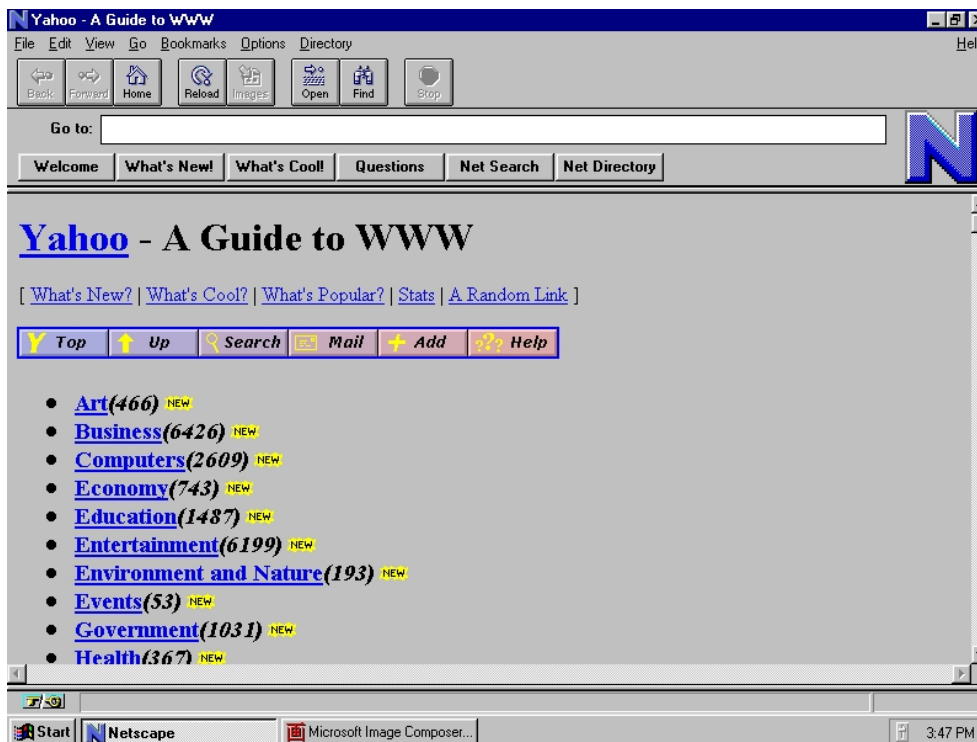 Yahoo - A Guide to WWW
File Edit View Go Bookmarks Options Directory Hel
Back Forward Home Reload Images Open Find Stop
Go to:
Welcome What's New! What's Cool! Questions Net Search Net Directory
N
Yahoo - A Guide to WWW
[ What's New? | What's Cool? | What's Popular? | Stats | A Random Link ]
Y Top Up Search Mail Add ??? Help
Art(466) NEW
Business(6426) NEW
Computers(2609) NEW
Economy(743) NEW
Education(1487) NEW
Entertainment(6199) NEW
Environment and Nature(193) NEW
Events(53) NEW
Government(1031) NEW
Health(367) NEW
Start Netscape Microsoft Image Composer... 3:47 PM